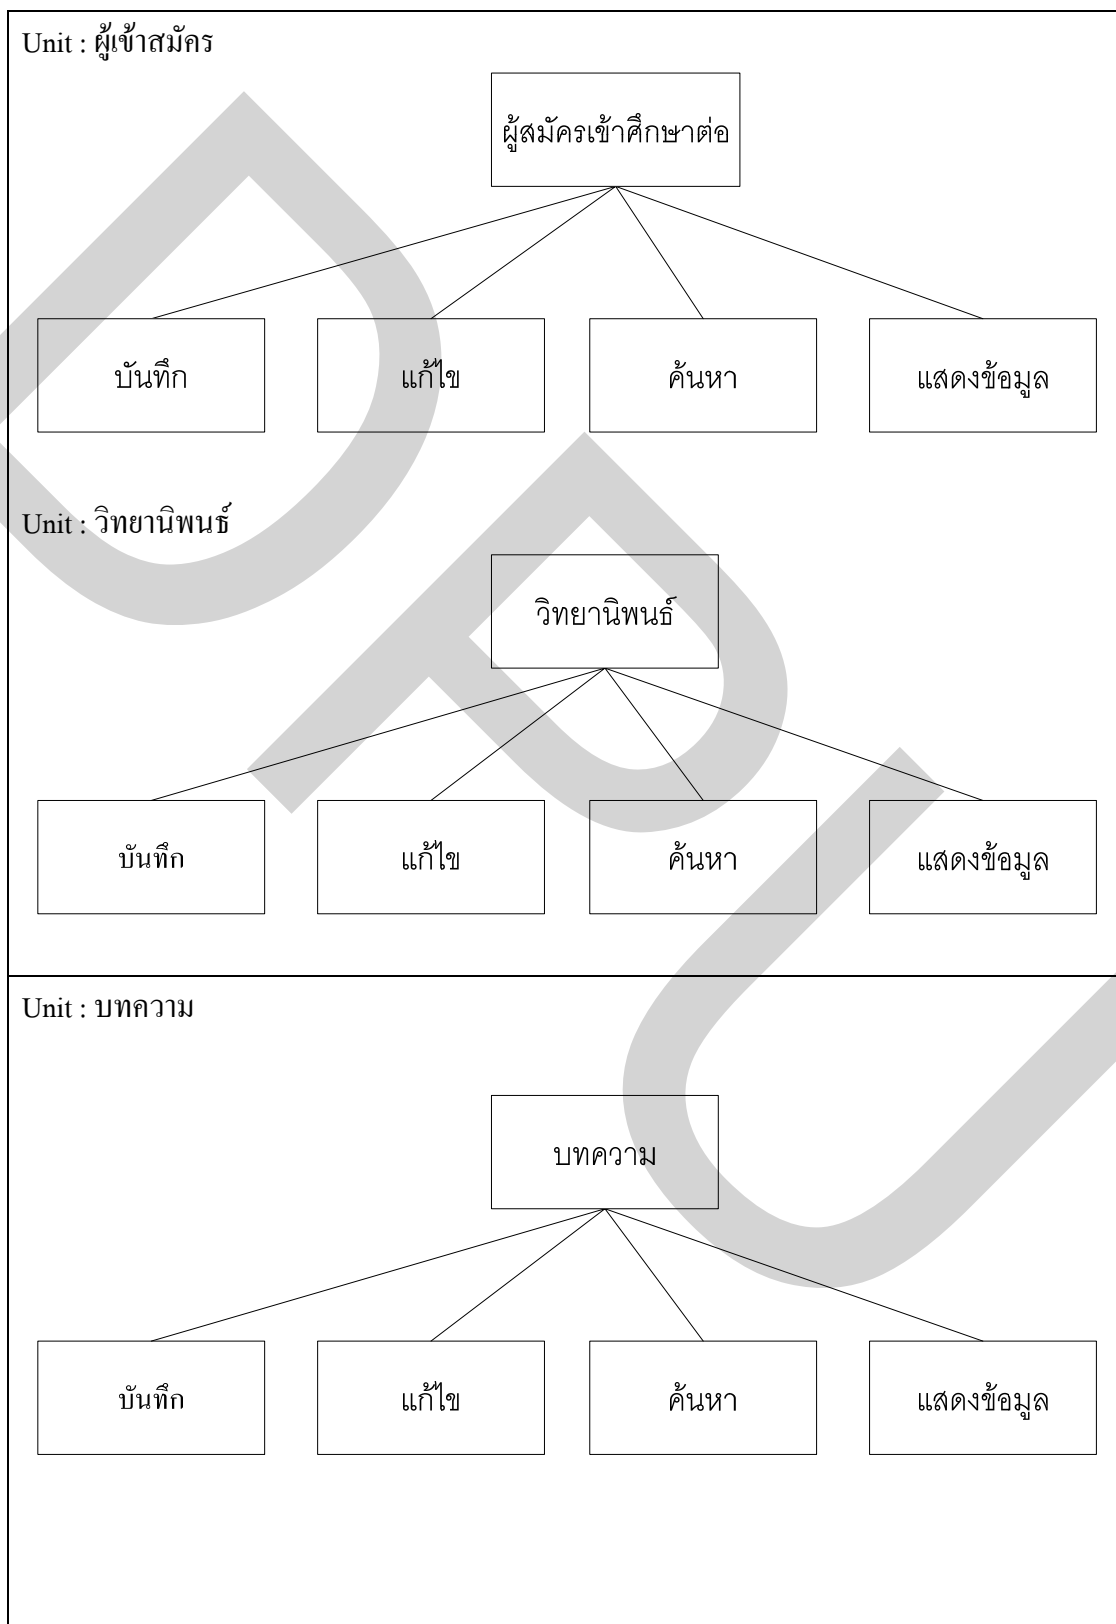 Unit : ผู้เข้าสมัคร
ผู้สมัครเข้าศึกษาต่อ
บันทึก แก้ไข ค้นหา แสดงข้อมูล
Unit : วิทยานิพนธ์
วิทยานิพนธ์
บันทึก แก้ไข ค้นหา แสดงข้อมูล
Unit : บทความ
บทความ
บันทึก แก้ไข ค้นหา แสดงข้อมูล
DPU